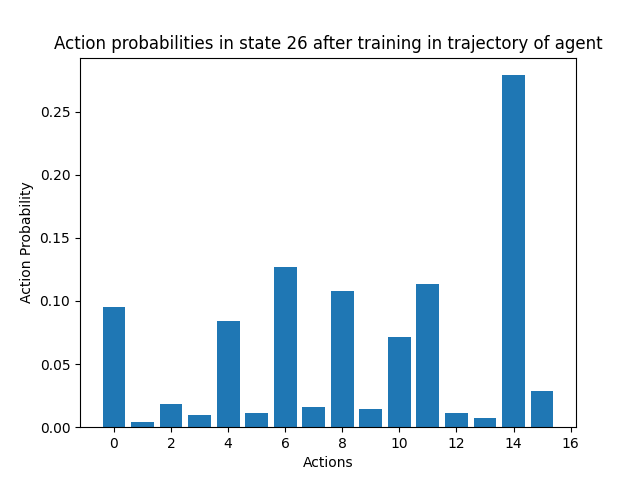 Action probabilities in state 26 after training in trajectory of agent
0.25
0.20
0.15
0.10
0.05
0.00
Action Probability
0 2 4 6 8 10 12 14 16
Actions